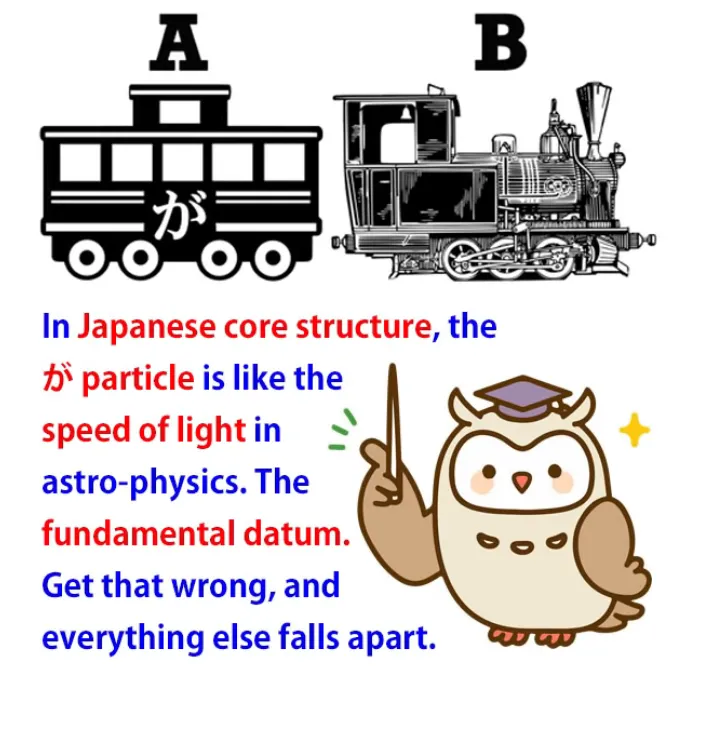 A B
が
In Japanese core structure, the
が particle is like the
speed of light in
astro-physics. The
fundamental datum.
Get that wrong, and
everything else falls apart.